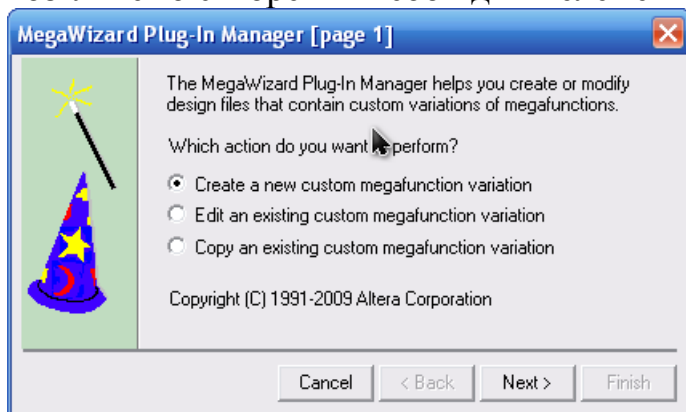 MegaWizard Plug-In Manager [page 1]
The MegaWizard Plug-In Manager helps you create or modify
design files that contain custom variations of megafunctions.
Which action do you want perform?
Create a new custom megafunction variation
Edit an existing custom megafunction variation
Copy an existing custom megafunction variation
Copyright (C) 1991-2009 Altera Corporation
Cancel
< Back
Next >
Finish